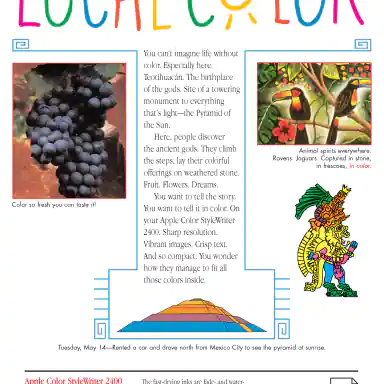 LOCAL COLOR
You can't imagine life without
color. Especially here.
Teotihuacán. The birthplace
of the gods. Site of a towering
monument to everything
that's light—the Pyramid of
the Sun.
Here, people discover
the ancient gods. They climb
the steps, lay their colorful
offerings on weathered stone.
Fruit. Flowers. Dreams.
You want to tell the story.
You want to tell it in color. On
your Apple Color StyleWriter
2400. Sharp resolution.
Vibrant images. Crisp text.
And so compact. You wonder
how they manage to fit all
those colors inside.
Color so fresh you can taste it!
Animal spirits everywhere.
Ravens. Jaguars. Captured in stone,
in frescoes, in color.
Tuesday, May 14—Rented a car and drove north from Mexico City to see the pyramid at sunrise.
Apple Color StyleWriter 2400
The fast-drying inks are fade- and water-